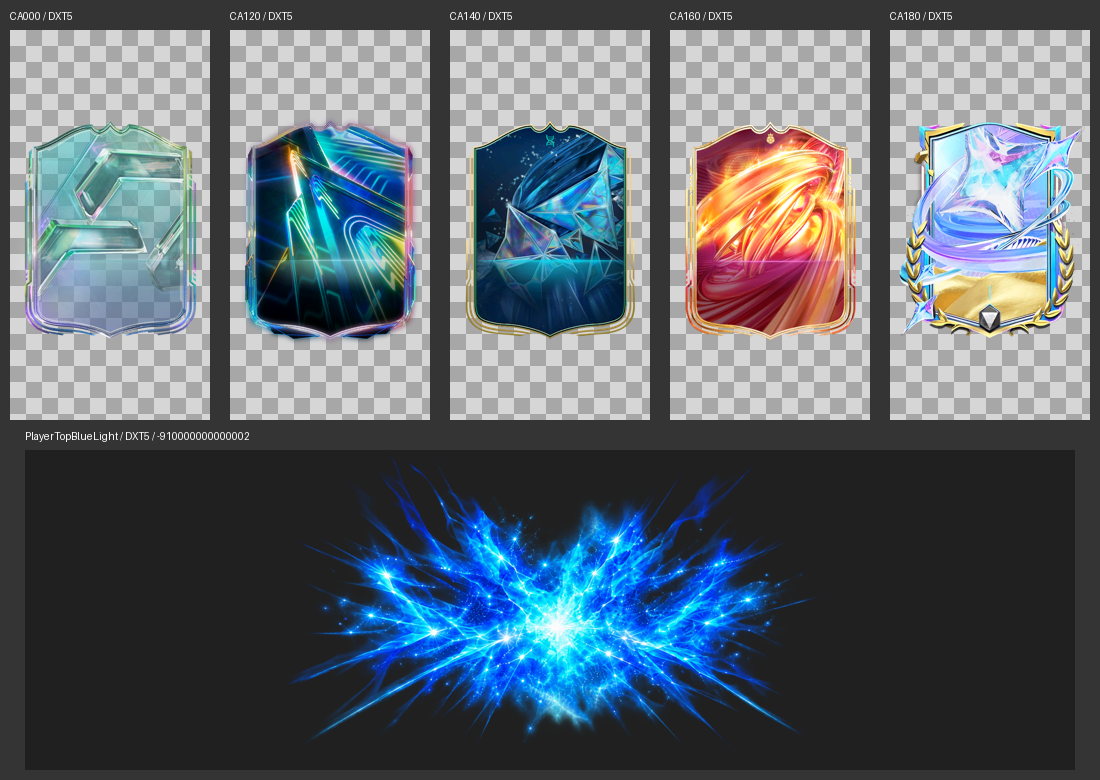 CA000 / DXT5
CA120 / DXT5
CA140 / DXT5
CA160 / DXT5
CA180 / DXT5
PlayerTopBlueLight / DXT5 / -910000000000002